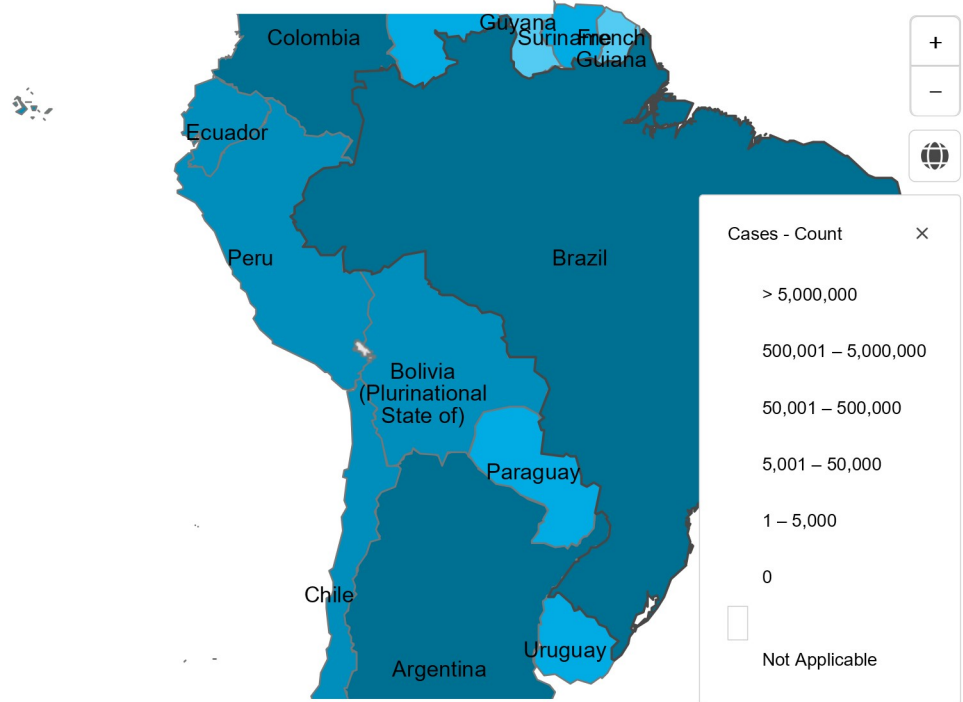 Guyana
Colombia
Suriname
French
Guiana
+
−
Ecuador
Peru
Brazil
Bolivia
(Plurinational
State of)
Paraguay
Chile
Uruguay
Argentina
Cases - Count ×
> 5,000,000
500,001 – 5,000,000
50,001 – 500,000
5,001 – 50,000
1 – 5,000
0
Not Applicable